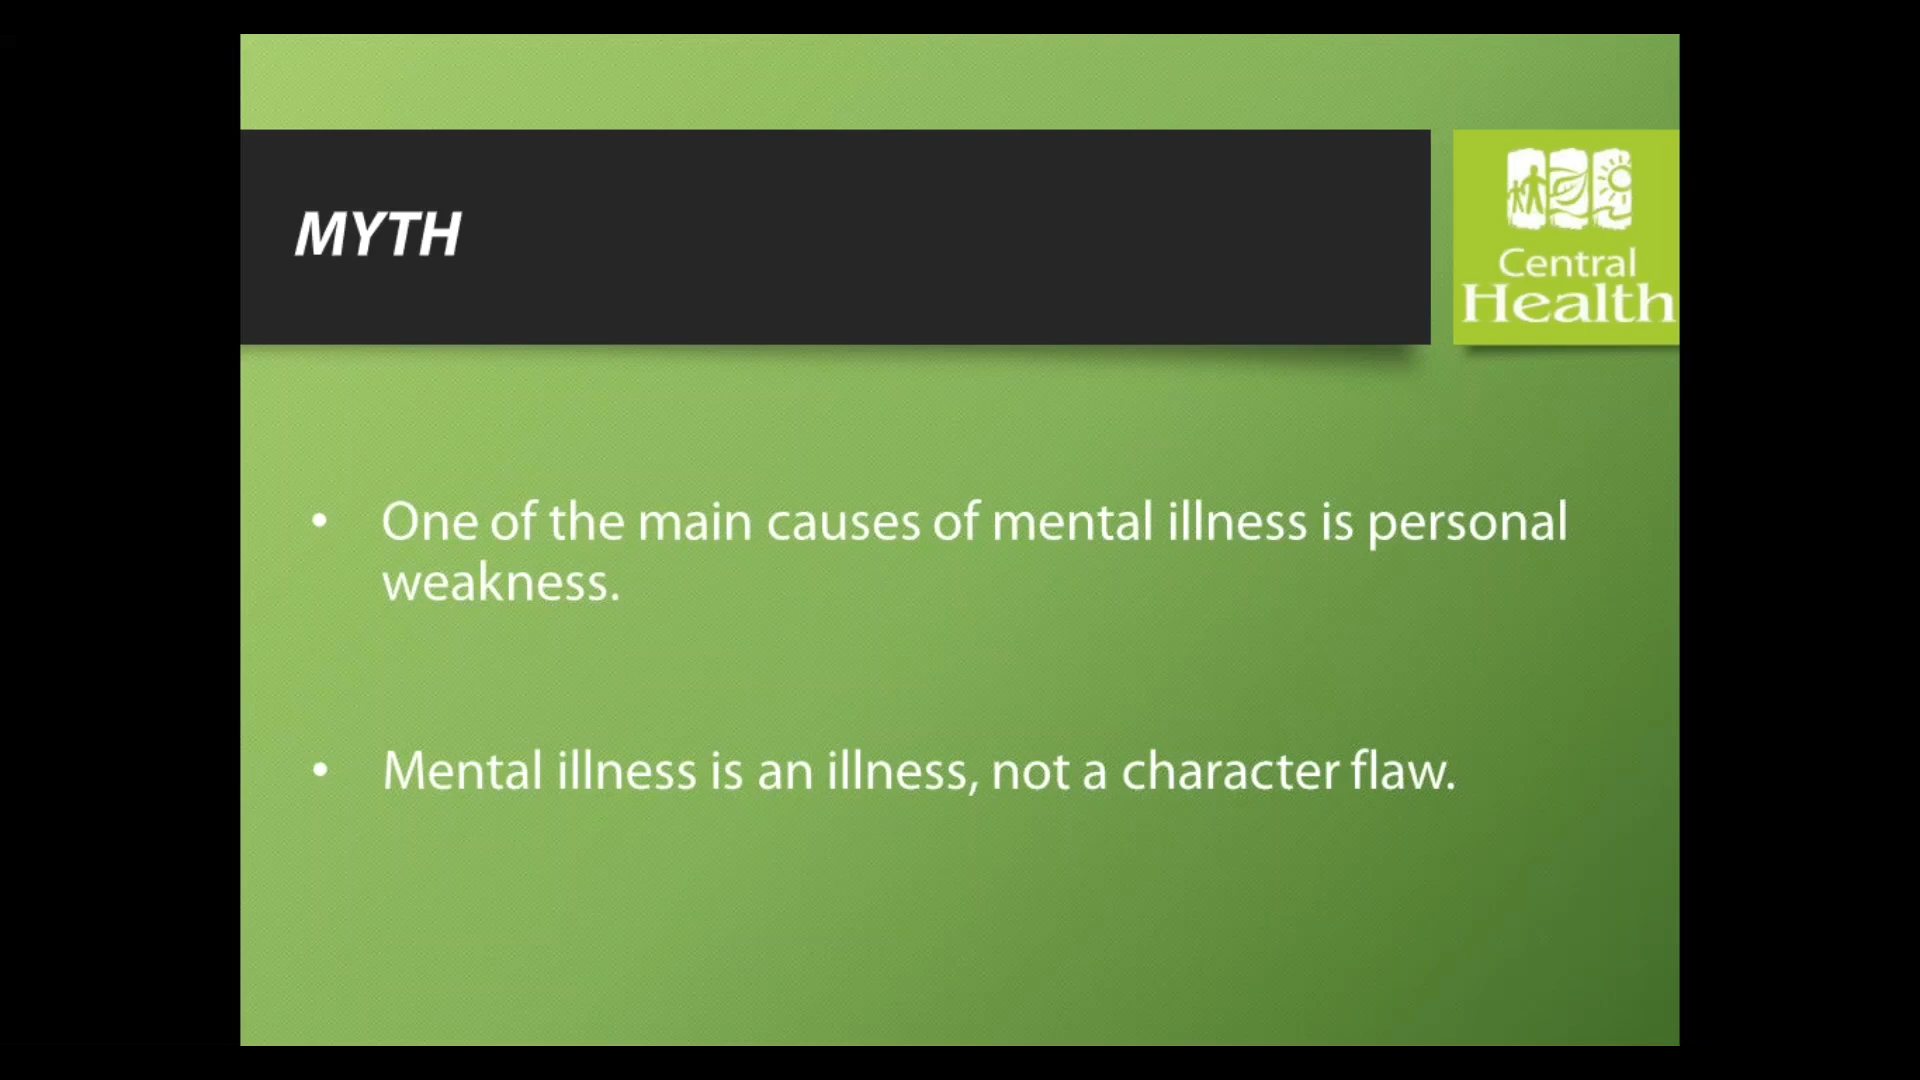 MYTH
Central
Health
• One of the main causes of mental illness is personal
weakness.
• Mental illness is an illness, not a character flaw.